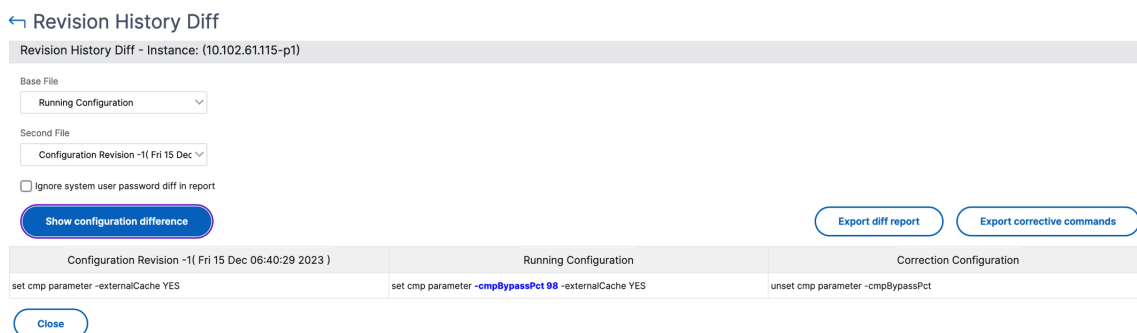 Revision History Diff
Revision History Diff - Instance: (10.102.61.115-p1)
Base File
Running Configuration
Second File
Configuration Revision -1( Fri 15 Dec
Ignore system user password diff in report
Show configuration difference
Export diff report
Export corrective commands
Configuration Revision -1( Fri 15 Dec 06:40:29 2023 )
Running Configuration
Correction Configuration
set cmp parameter -externalCache YES
set cmp parameter -cmpBypassPct 98 -externalCache YES
unset cmp parameter -cmpBypassPct
Close